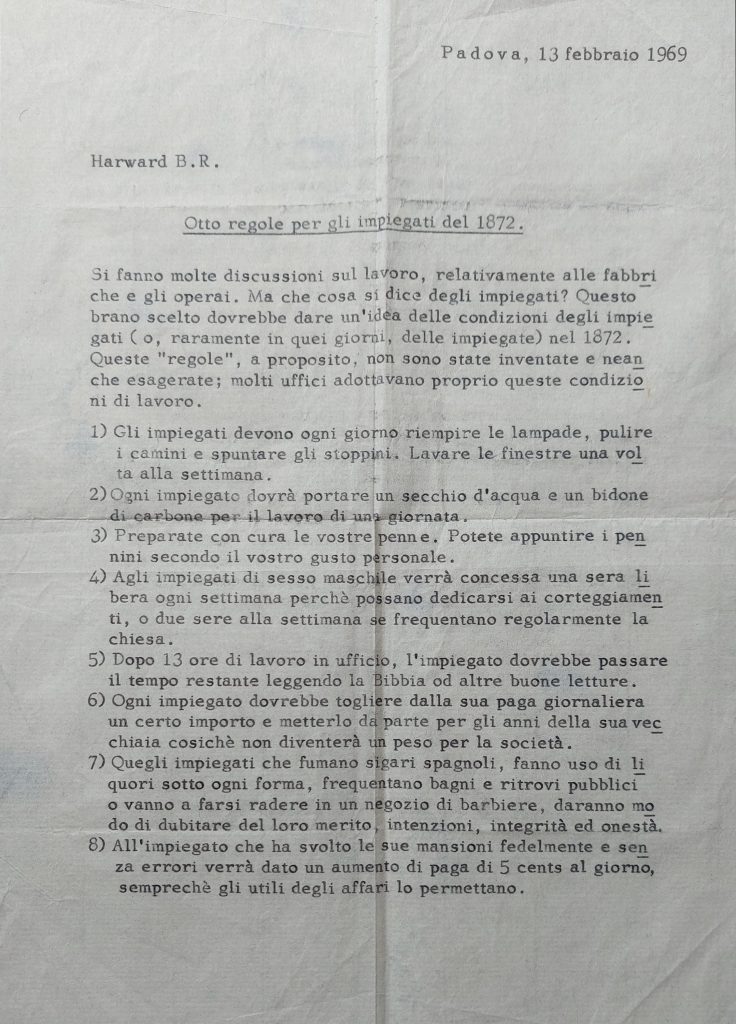 Padova, 13 febbraio 1969
Harward B.R.
Otto regole per gli impiegati del 1872.
Si fanno molte discussioni sul lavoro, relativamente alle fabbri
che e gli operai. Ma che cosa si dice degli impiegati? Questo
brano scelto dovrebbe dare un'idea delle condizioni degli impie
gati ( o, raramente in quei giorni, delle impiegate) nel 1872.
Queste "regole", a proposito, non sono state inventate e nean
che esagerate; molti uffici adottavano proprio queste condizio
ni di lavoro.
1) Gli impiegati devono ogni giorno riempire le lampade, pulire
i camini e spuntare gli stoppini. Lavare le finestre una vol
ta alla settimana.
2) Ogni impiegato dovrà portare un secchio d'acqua e un bidone
di carbone per il lavoro di una giornata.
3) Preparate con cura le vostre penne. Potete appuntire i pen
nini secondo il vostro gusto personale.
4) Agli impiegati di sesso maschile verrà concessa una sera li
bera ogni settimana perchè possano dedicarsi ai corteggiamen
ti, o due sere alla settimana se frequentano regolarmente la
chiesa.
5) Dopo 13 ore di lavoro in ufficio, l'impiegato dovrebbe passare
il tempo restante leggendo la Bibbia od altre buone letture.
6) Ogni impiegato dovrebbe togliere dalla sua paga giornaliera
un certo importo e metterlo da parte per gli anni della sua vec
chiaia cosichè non diventerà un peso per la società.
7) Quegli impiegati che fumano sigari spagnoli, fanno uso di li
quori sotto ogni forma, frequentano bagni e ritrovi pubblici
o vanno a farsi radere in un negozio di barbiere, daranno mo
do di dubitare del loro merito, intenzioni, integrità ed onestà.
8) All'impiegato che ha svolto le sue mansioni fedelmente e sen
za errori verrà dato un aumento di paga di 5 cents al giorno,
semprechè gli utili degli affari lo permettano.